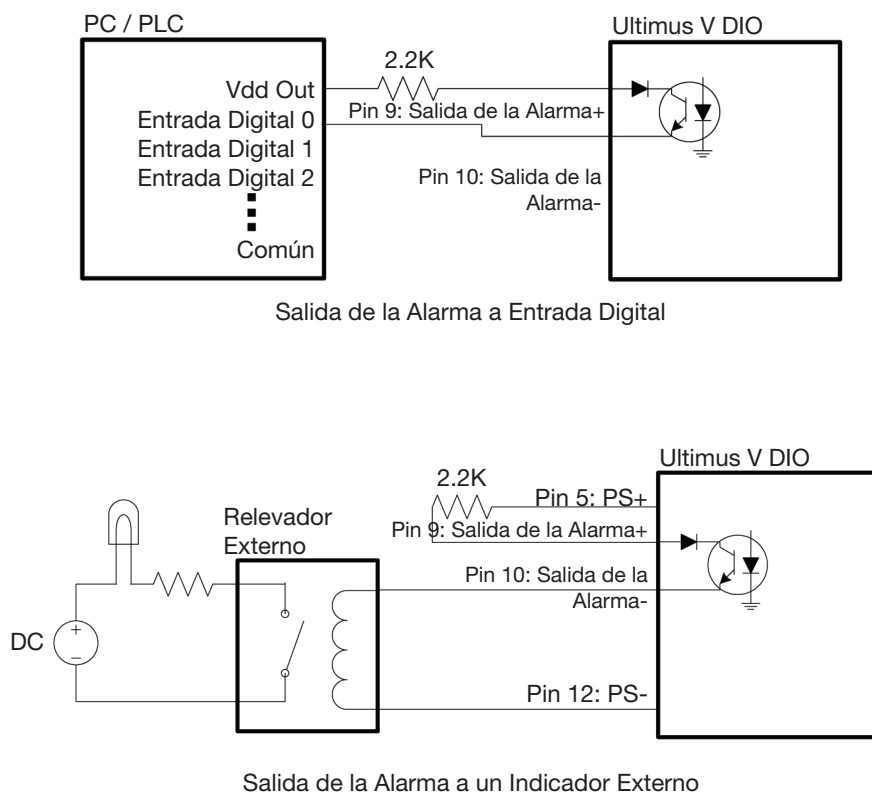 PC / PLC
Ultimus V DIO
2.2K
Vdd Out
Pin 9: Salida de la Alarma+
Entrada Digital 0
Entrada Digital 1
Entrada Digital 2
Pin 10: Salida de la
Alarma-
Común
Salida de la Alarma a Entrada Digital
Ultimus V DIO
2.2K
Pin 5: PS+
Relevador
Externo
Pin 9: Salida de la Alarma+
Pin 10: Salida de la
Alarma-
DC
+
−
Pin 12: PS-
Salida de la Alarma a un Indicador Externo